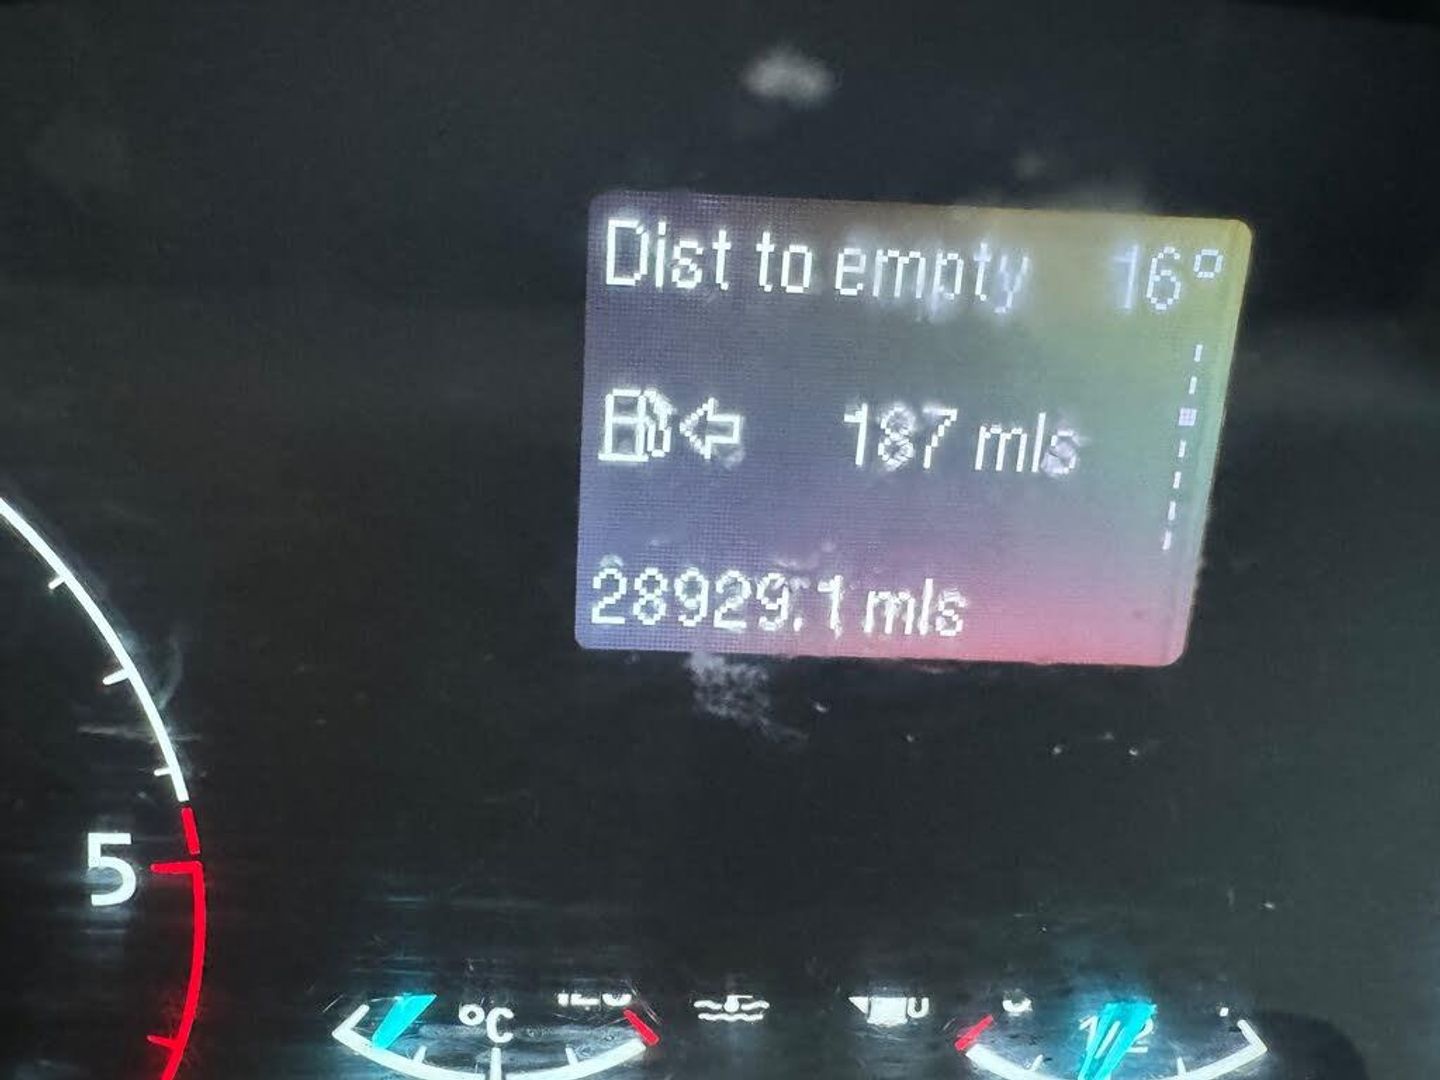 Dist to empty 16°
187 mls
28929.1 mls
5
°C
1/2